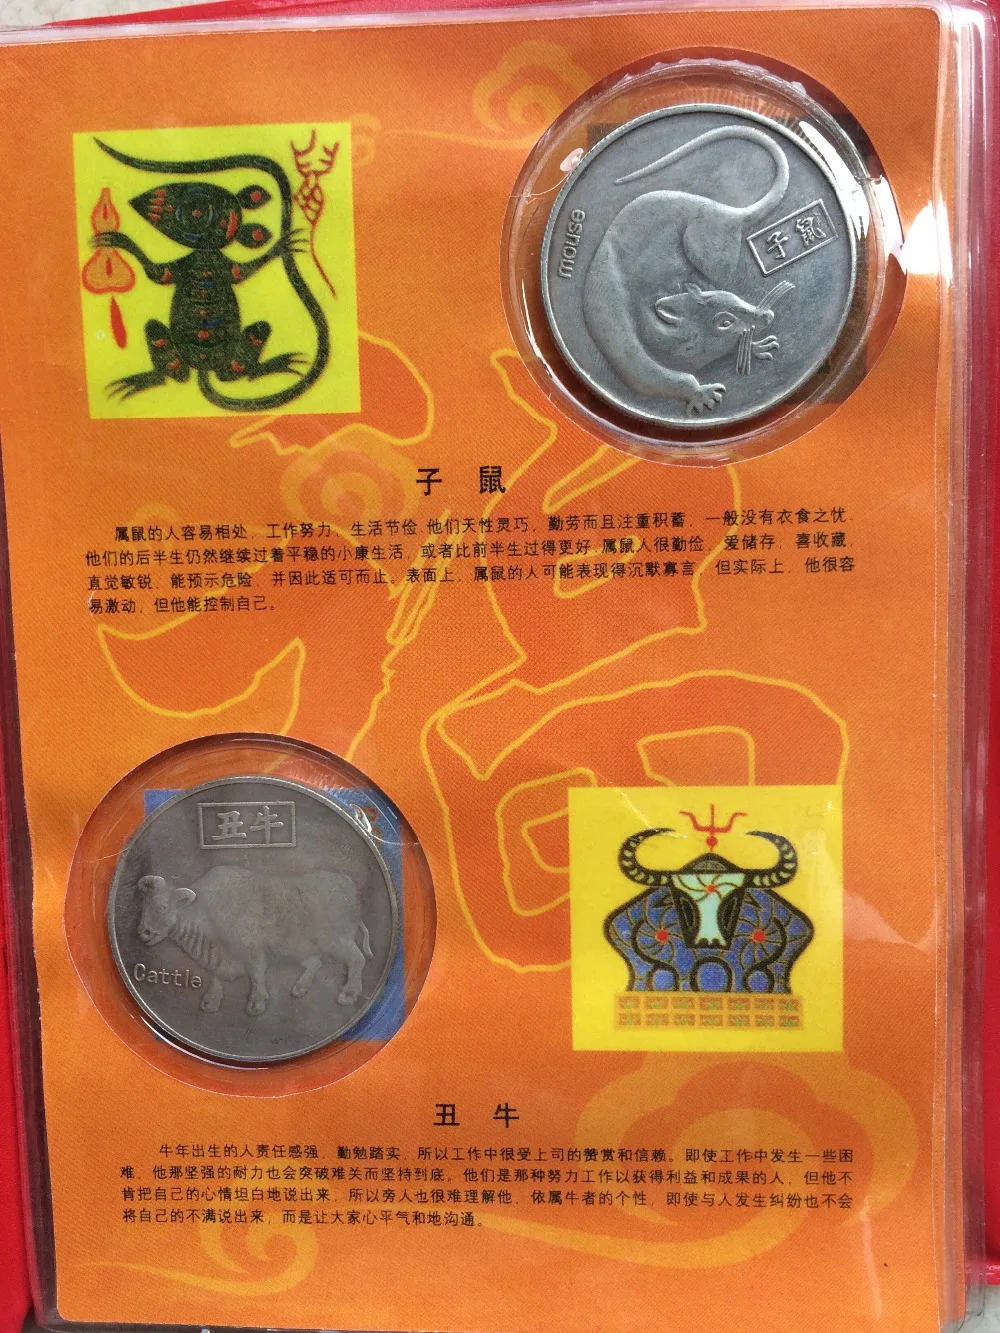 子鼠
mouse
子 鼠
属鼠的人容易相处，工作努力，生活节俭.他们天性灵巧，勤劳而且注重积蓄，一般没有衣食之忧.
他们的后半生仍然继续过着平稳的小康生活，或者比前半生过得更好.属鼠人很勤俭，爱储存，喜收藏，
直觉敏锐，能预示危险，并因此适可而止。表面上，属鼠的人可能表现得沉默寡言，但实际上，他很容
易激动，但他能控制自己。
丑牛
Cattle
丑 牛
牛年出生的人责任感强，勤勉踏实，所以工作中很受上司的赞赏和信赖。即使工作中发生一些困
难，他那坚强的耐力也会突破难关而坚持到底。他们是那种努力工作以获得利益和成果的人，但他不
肯把自己的心情坦白地说出来，所以旁人也很难理解他，依属牛者的个性，即使与人发生纠纷也不会
将自己的不满说出来，而是让大家心平气和地沟通。